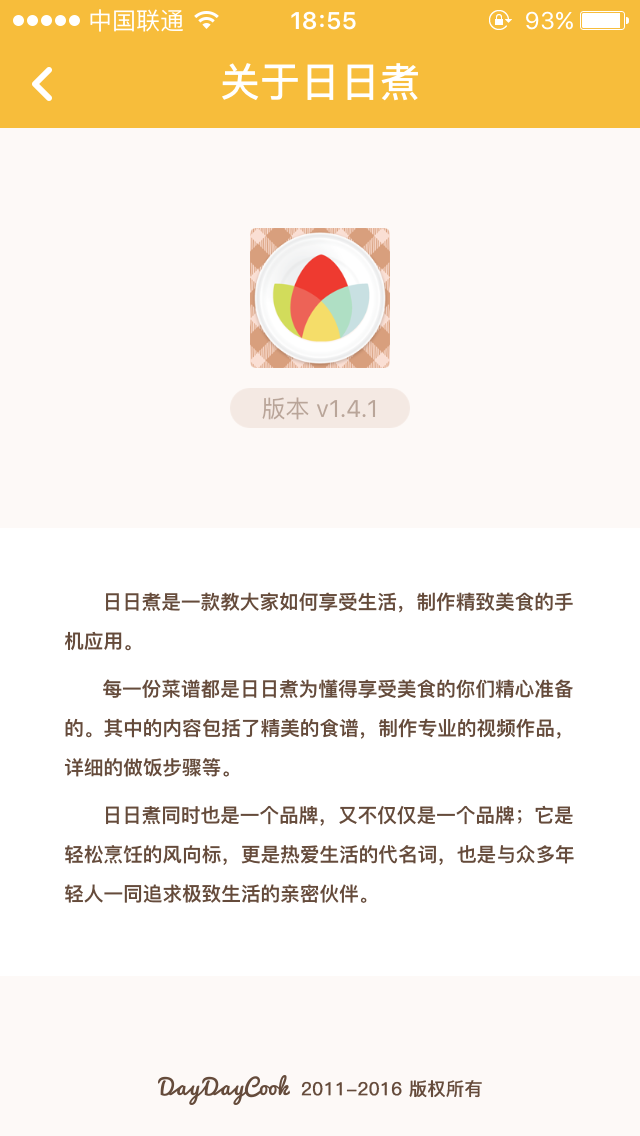 中国联通 18:55 93%
关于日日煮
版本 v1.4.1
日日煮是一款教大家如何享受生活，制作精致美食的手
机应用。
每一份菜谱都是日日煮为懂得享受美食的你们精心准备
的。其中的内容包括了精美的食谱，制作专业的视频作品，
详细的做饭步骤等。
日日煮同时也是一个品牌，又不仅仅是一个品牌；它是
轻松烹饪的风向标，更是热爱生活的代名词，也是与众多年
轻人一同追求极致生活的亲密伙伴。
DayDayCook 2011-2016 版权所有